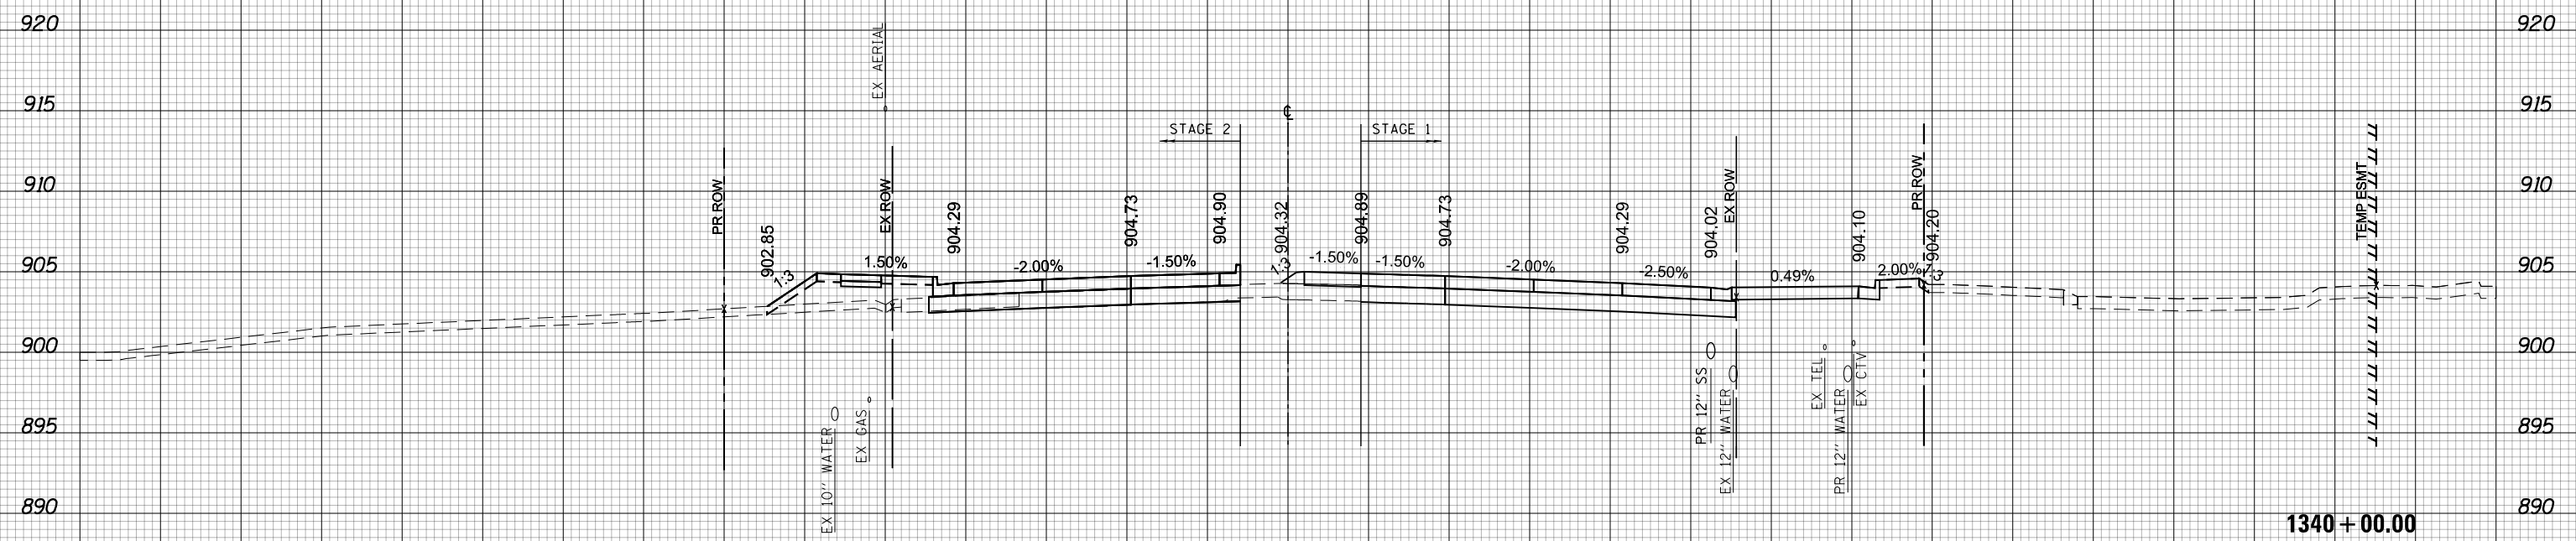 920
920
EX AERIAL
915
915
STAGE 2
℄
STAGE 1
910
910
PR ROW
902.85
EX ROW
904.29
904.73
904.90
904.32
904.89
904.73
904.29
904.02
EX ROW
904.10
PR ROW
904.20
TEMP ESMT
905
905
1:3
1.50%
-2.00%
-1.50%
1:3
-1.50%
-1.50%
-2.00%
-2.50%
0.49%
2.00%
1:3
900
900
EX 10'' WATER
EX GAS
PR 12'' SS
EX 12'' WATER
EX TEL
PR 12'' WATER
EX CTV
895
895
890
890
1340 + 00.00